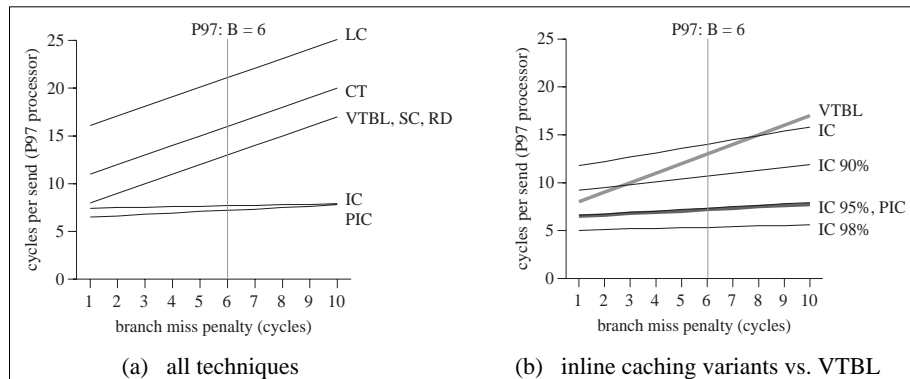 P97: B = 6
cycles per send (P97 processor)
25
20
15
10
5
0
LC
CT
VTBL, SC, RD
IC
PIC
1 2 3 4 5 6 7 8 9 10
branch miss penalty (cycles)
(a) all techniques
P97: B = 6
cycles per send (P97 processor)
25
20
15
10
5
0
VTBL
IC
IC 90%
IC 95%, PIC
IC 98%
1 2 3 4 5 6 7 8 9 10
branch miss penalty (cycles)
(b) inline caching variants vs. VTBL